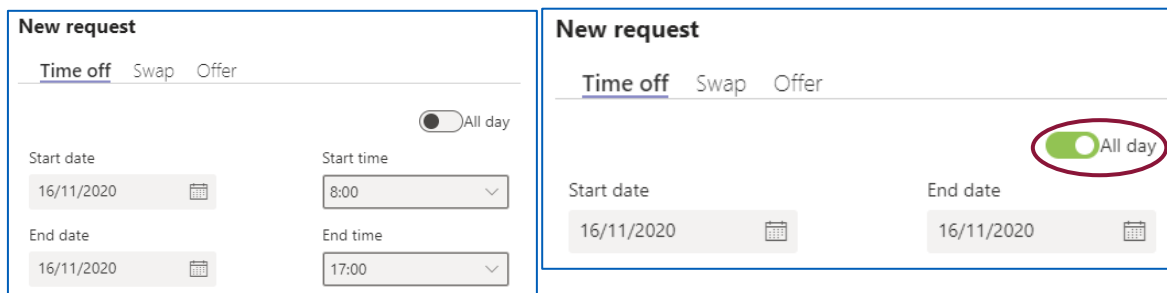 New request
Time off Swap Offer
All day
Start date Start time
16/11/2020 8:00
End date End time
16/11/2020 17:00
New request
Time off Swap Offer
All day
Start date End date
16/11/2020 16/11/2020